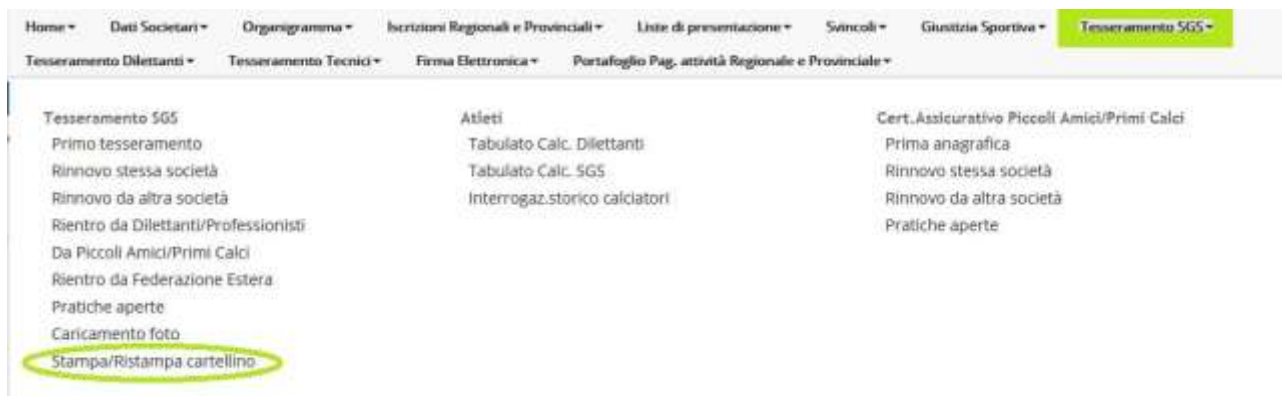 Home Dati Societari Organigramma Iscrizioni Regionali e Provinciali Liste di presentazione Svincoli Giustizia Sportiva Tesseramento SGS
Tesseramento Dilettanti Tesseramento Tecnici Firma Elettronica Portafoglio Pag. attività Regionale e Provinciale
Tesseramento SGS
Primo tesseramento
Rinnovo stessa società
Rinnovo da altra società
Rientro da Dilettanti/Professionisti
Da Piccoli Amici/Primi Calci
Rientro da Federazione Estera
Pratiche aperte
Caricamento foto
Stampa/Ristampa cartellino
Atleti
Tabulato Calc. Dilettanti
Tabulato Calc. SGS
Interrogaz.storico calciatori
Cert.Assicurativo Piccoli Amici/Primi Calci
Prima anagrafica
Rinnovo stessa società
Rinnovo da altra società
Pratiche aperte